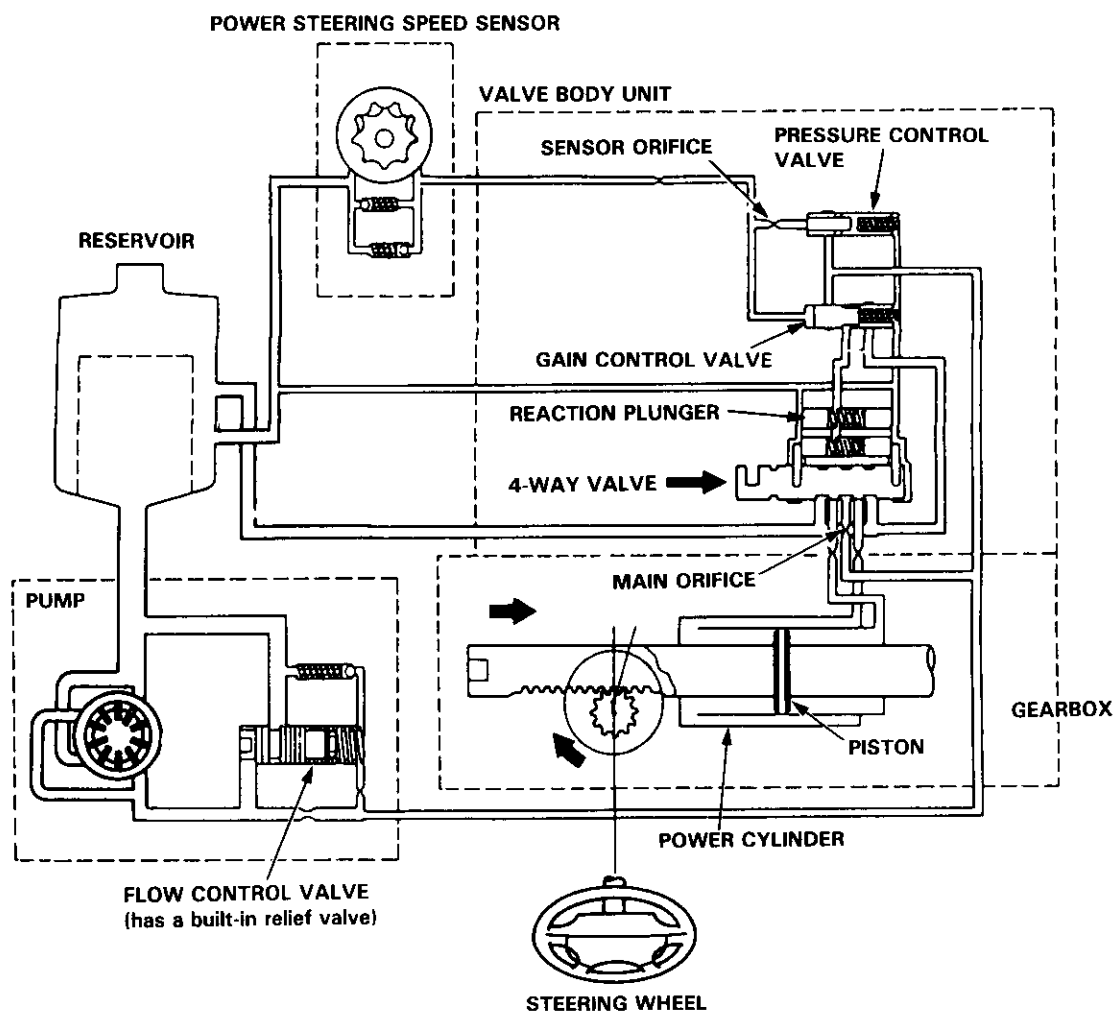 POWER STEERING SPEED SENSOR
VALVE BODY UNIT
SENSOR ORIFICE
PRESSURE CONTROL
VALVE
RESERVOIR
GAIN CONTROL VALVE
REACTION PLUNGER
4-WAY VALVE
MAIN ORIFICE
PUMP
GEARBOX
PISTON
POWER CYLINDER
FLOW CONTROL VALVE
(has a built-in relief valve)
STEERING WHEEL